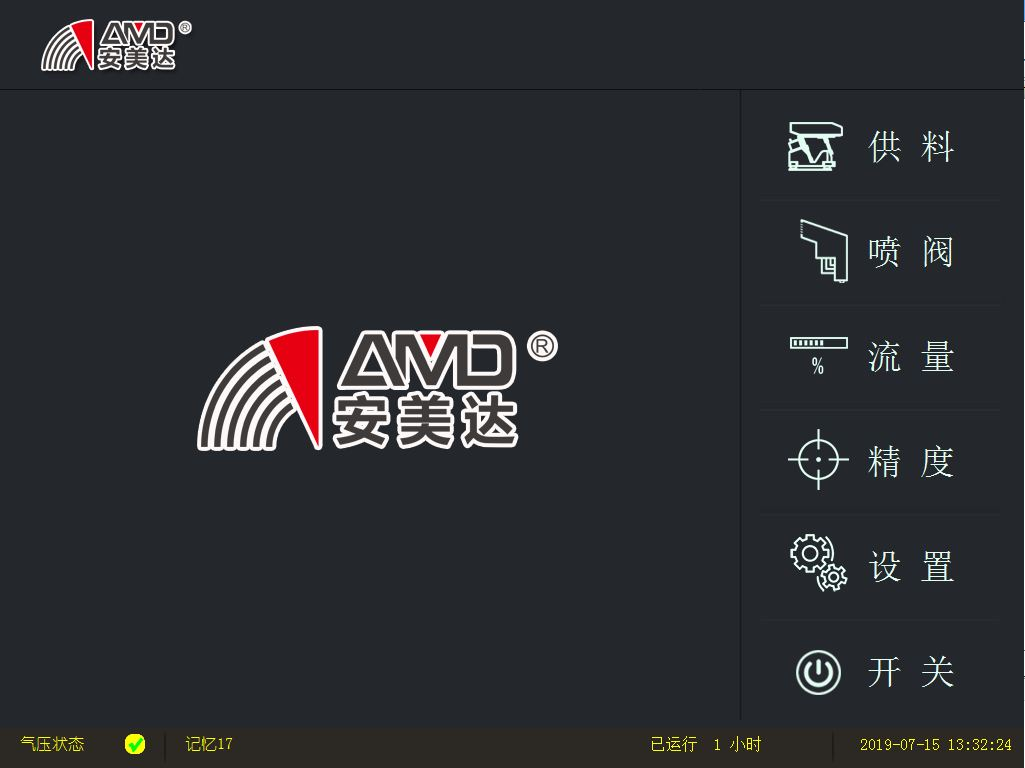 AMD®
安美达
AMD®
安美达
供 料
喷 阀
%
流 量
精 度
设 置
开 关
气压状态 记忆17 已运行 1 小时 2019-07-15 13:32:24